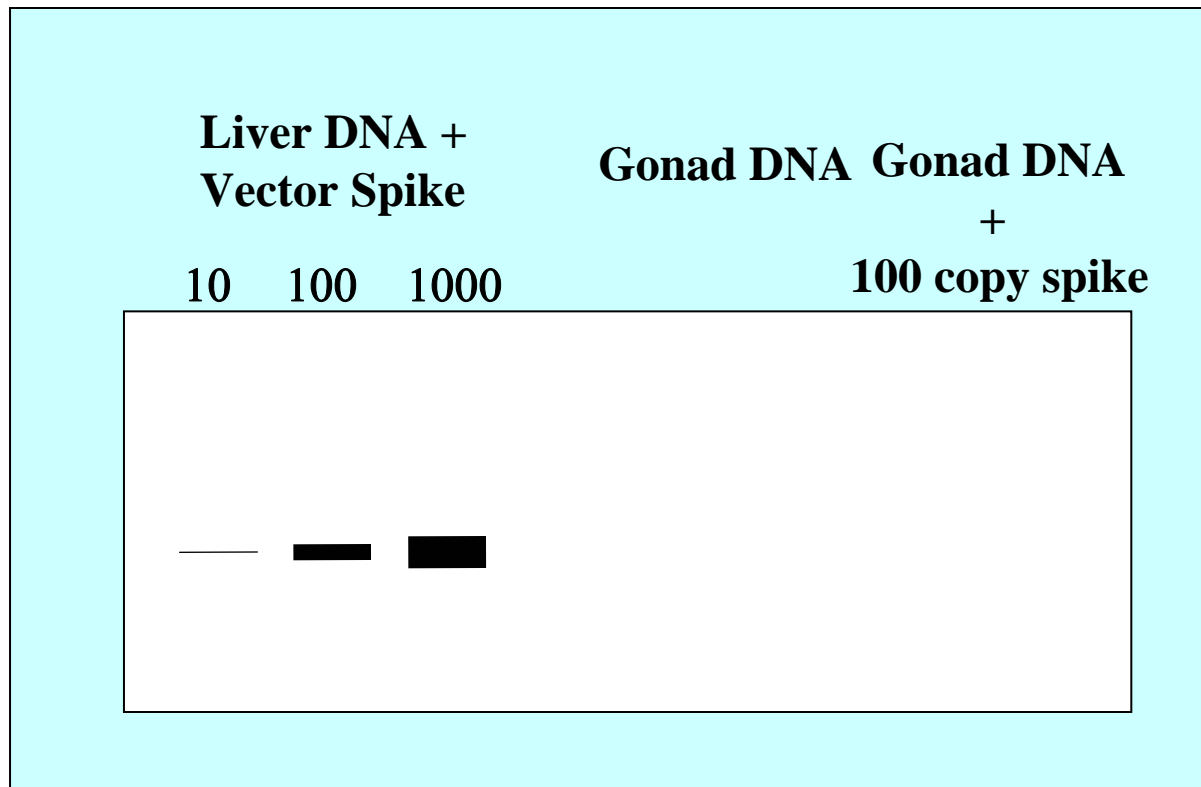 Liver DNA +
Vector Spike
10 100 1000
Gonad DNA
Gonad DNA
+
100 copy spike